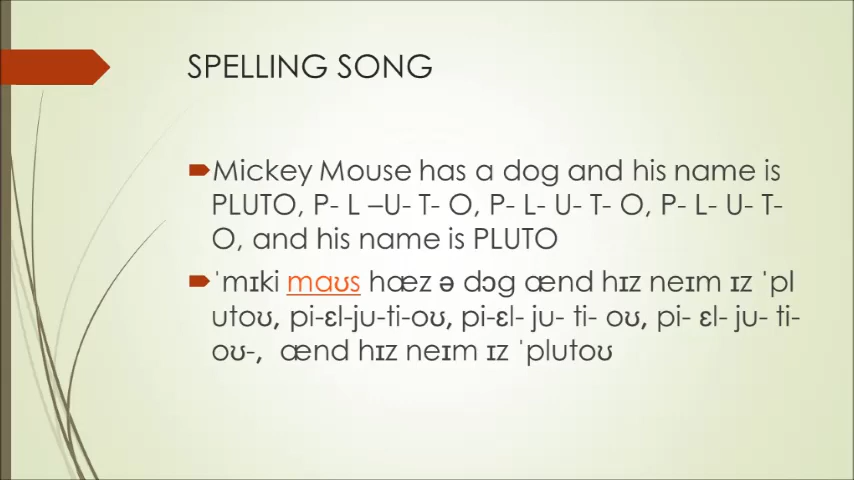 SPELLING SONG
Mickey Mouse has a dog and his name is
PLUTO, P- L –U- T- O, P- L- U- T- O, P- L- U- T-
O, and his name is PLUTO
ˈmɪki maʊs hæz ə dɔg ænd hɪz neɪm ɪz ˈpl
utoʊ, pi-ɛl-ju-ti-oʊ, pi-ɛl- ju- ti- oʊ, pi- ɛl- ju- ti-
oʊ-, ænd hɪz neɪm ɪz ˈplutoʊ